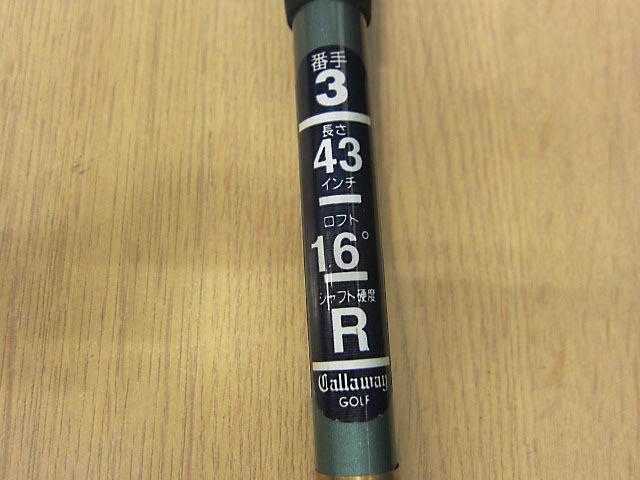 番手
3
長さ
43
インチ
ロフト
16°
シャフト硬度
R
Callaway
GOLF